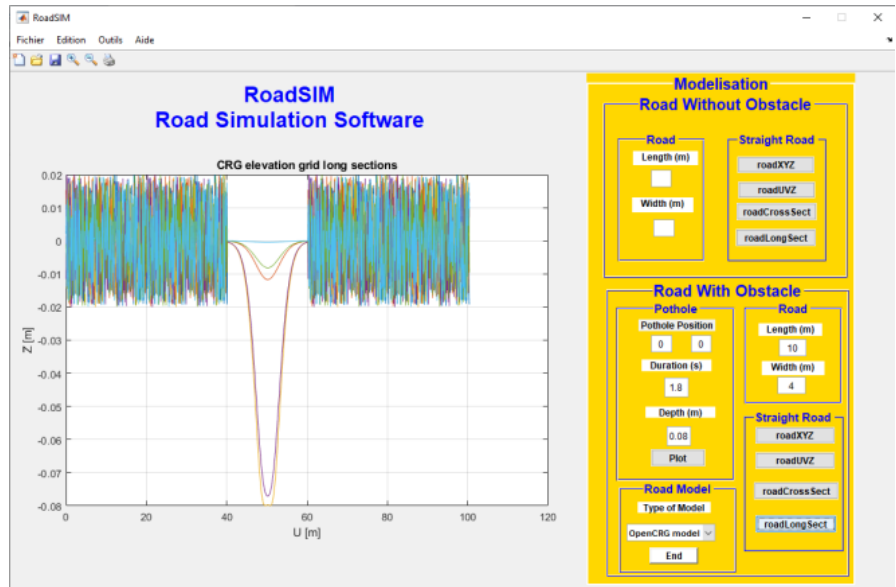 RoadSIM
Fichier Edition Outils Aide
RoadSIM
Road Simulation Software
CRG elevation grid long sections
0.02
0.01
0
-0.01
-0.02
-0.03
-0.04
-0.05
-0.06
-0.07
-0.08
Z [m]
0 20 40 60 80 100 120
U [m]
Modelisation
Road Without Obstacle
Road
Length (m)
Width (m)
Straight Road
roadXYZ
roadUVZ
roadCrossSect
roadLongSect
Road With Obstacle
Pothole
Pothole Position
0 0
Duration (s)
1.8
Depth (m)
0.08
Plot
Road
Length (m)
10
Width (m)
4
Straight Road
roadXYZ
roadUVZ
roadCrossSect
roadLongSect
Road Model
Type of Model
OpenCRG model
End